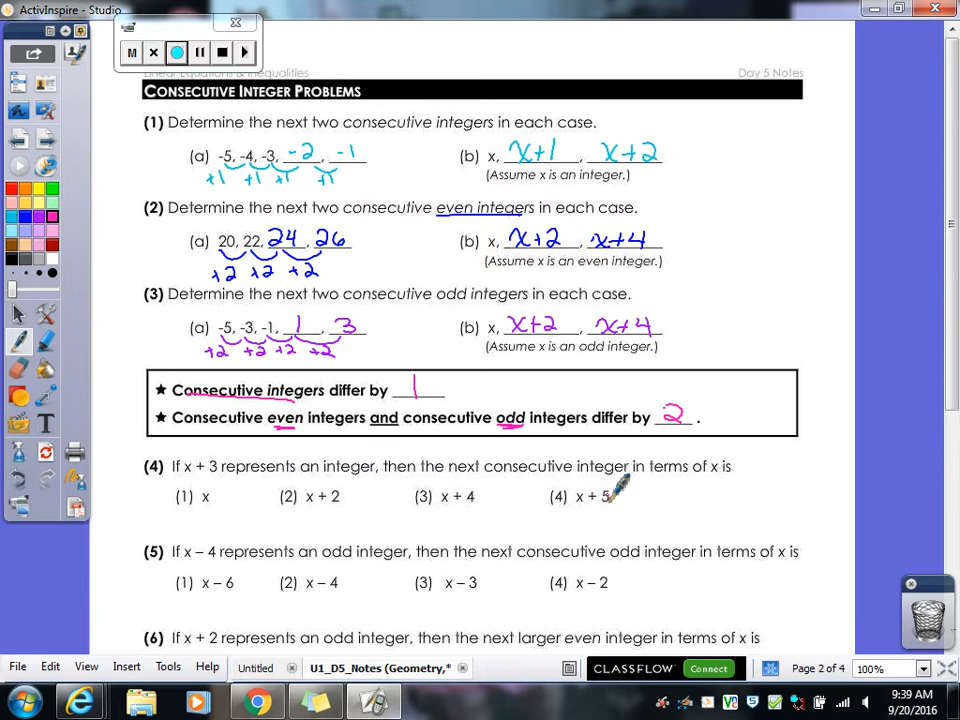 ActivInspire - Studio
M
Linear Equations & Inequalities Day 5 Notes
CONSECUTIVE INTEGER PROBLEMS
(1) Determine the next two consecutive integers in each case.
(a) -5, -4, -3, -2, -1 (b) x, x+1, x+2
+1 +1 +1 +1 (Assume x is an integer.)
(2) Determine the next two consecutive even integers in each case.
(a) 20, 22, 24, 26 (b) x, x+2, x+4
+2 +2 +2 (Assume x is an even integer.)
(3) Determine the next two consecutive odd integers in each case.
(a) -5, -3, -1, 1, 3 (b) x, x+2, x+4
+2 +2 +2 +2 (Assume x is an odd integer.)
★ Consecutive integers differ by 1
★ Consecutive even integers and consecutive odd integers differ by 2.
(4) If x + 3 represents an integer, then the next consecutive integer in terms of x is
(1) x (2) x + 2 (3) x + 4 (4) x + 5
(5) If x – 4 represents an odd integer, then the next consecutive odd integer in terms of x is
(1) x – 6 (2) x – 4 (3) x – 3 (4) x – 2
(6) If x + 2 represents an odd integer, then the next larger even integer in terms of x is
File Edit View Insert Tools Help Untitled U1_D5_Notes (Geometry,* CLASSFLOW Connect Page 2 of 4 100%
9:39 AM
9/20/2016